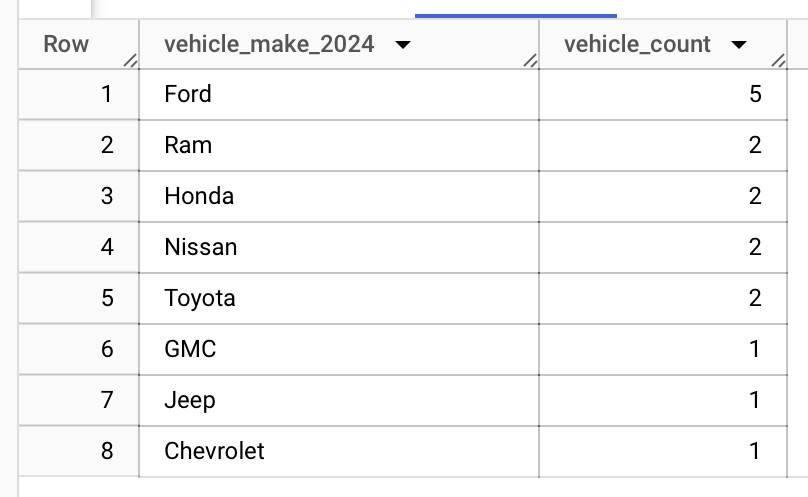 Row vehicle_make_2024 vehicle_count
1 Ford 5
2 Ram 2
3 Honda 2
4 Nissan 2
5 Toyota 2
6 GMC 1
7 Jeep 1
8 Chevrolet 1